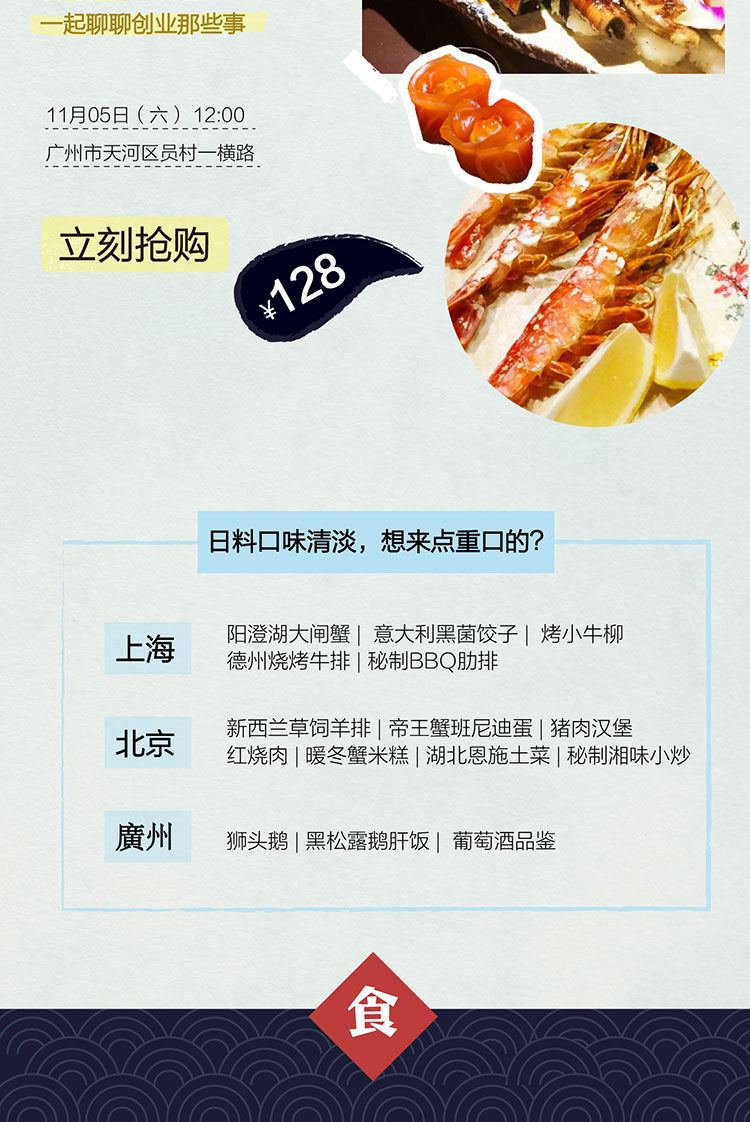 一起聊聊创业那些事
11月05日（六） 12:00
广州市天河区员村一横路
立刻抢购
¥128
日料口味清淡，想来点重口的？
上海
阳澄湖大闸蟹 | 意大利黑菌饺子 | 烤小牛柳
德州烧烤牛排 | 秘制BBQ肋排
北京
新西兰草饲羊排 | 帝王蟹班尼迪蛋 | 猪肉汉堡
红烧肉 | 暖冬蟹米糕 | 湖北恩施土菜 | 秘制湘味小炒
廣州
狮头鹅 | 黑松露鹅肝饭 | 葡萄酒品鉴
食